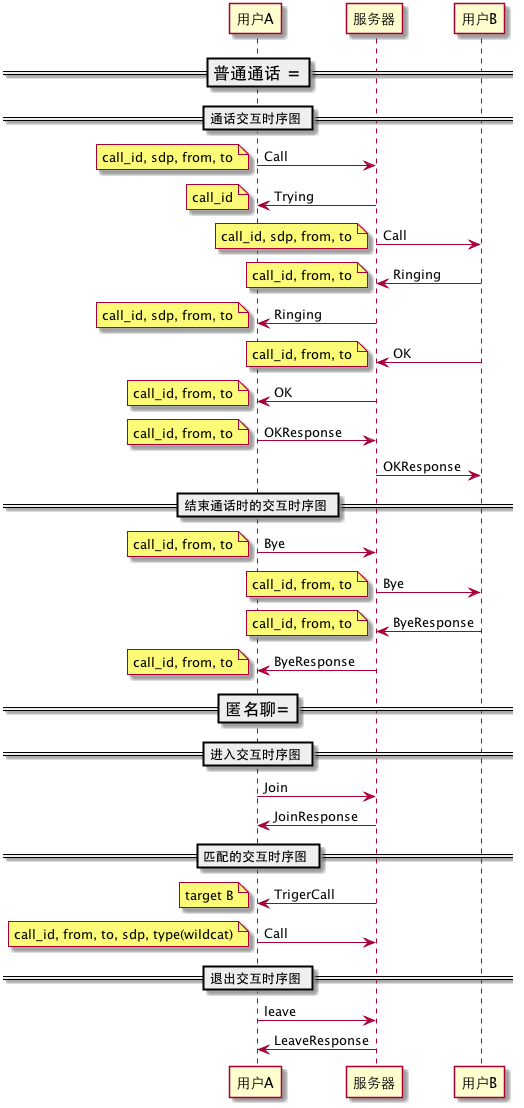 用户A 服务器 用户B
普通通话 =
通话交互时序图
call_id, sdp, from, to Call
call_id Trying
call_id, sdp, from, to Call
call_id, from, to Ringing
call_id, sdp, from, to Ringing
call_id, from, to OK
call_id, from, to OK
call_id, from, to OKResponse
OKResponse
结束通话时的交互时序图
call_id, from, to Bye
call_id, from, to Bye
call_id, from, to ByeResponse
call_id, from, to ByeResponse
匿名聊=
进入交互时序图
Join
JoinResponse
匹配的交互时序图
target B TrigerCall
call_id, from, to, sdp, type(wildcat) Call
退出交互时序图
leave
LeaveResponse
用户A 服务器 用户B